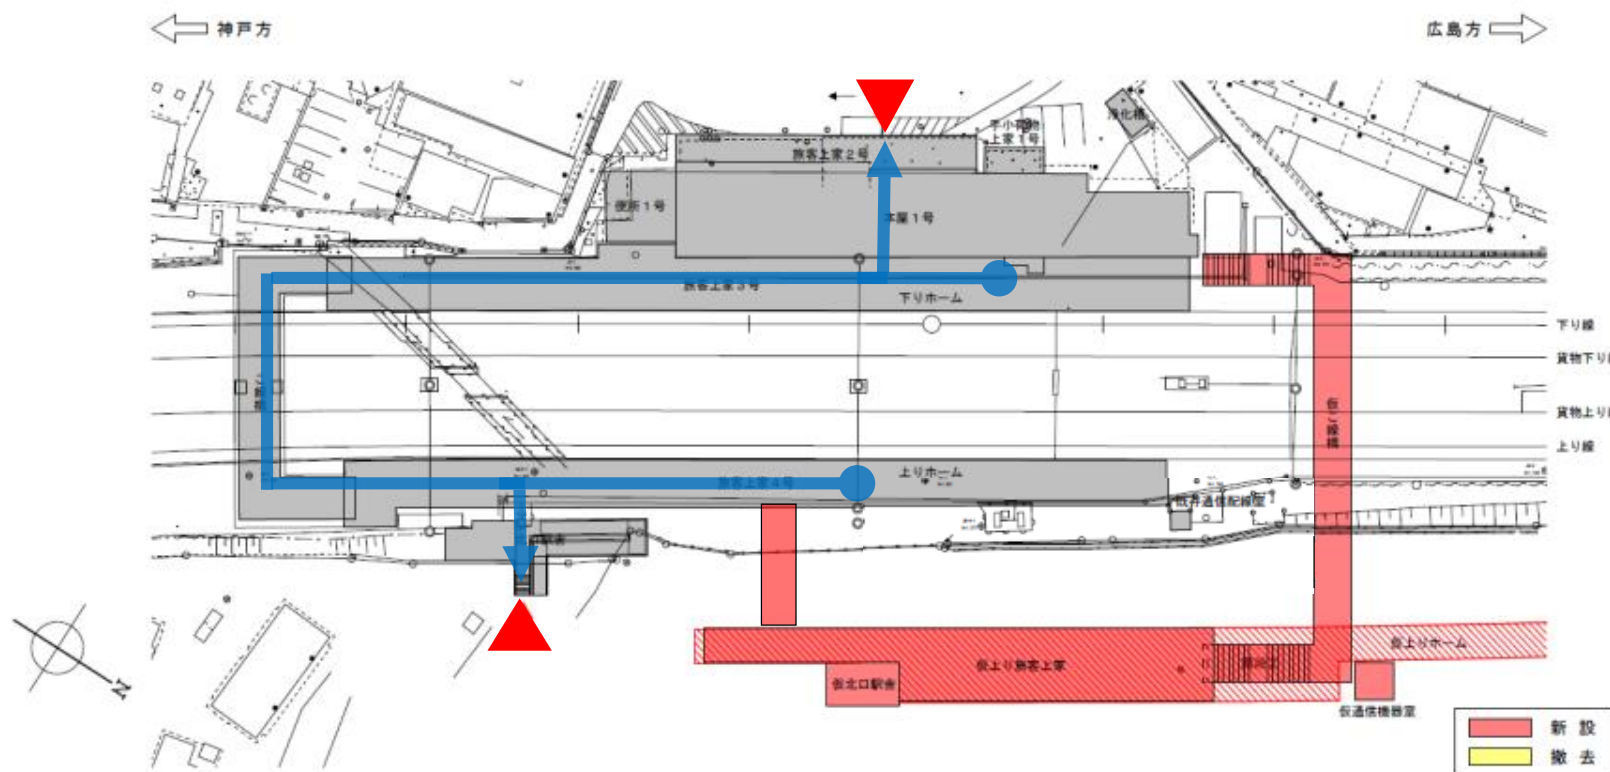 神戸方
広島方
浄化槽
上家1号
旅客上家2号
便所1号
本屋1号
旅客上家3号
下りホーム
下り線
貨物下り
貨物上り
上り線
仮こ線橋
上りホーム
旅客上家4号
仮上りホーム
仮上り旅客上家
仮北口駅舎
仮通信機器室
N
新設
撤去